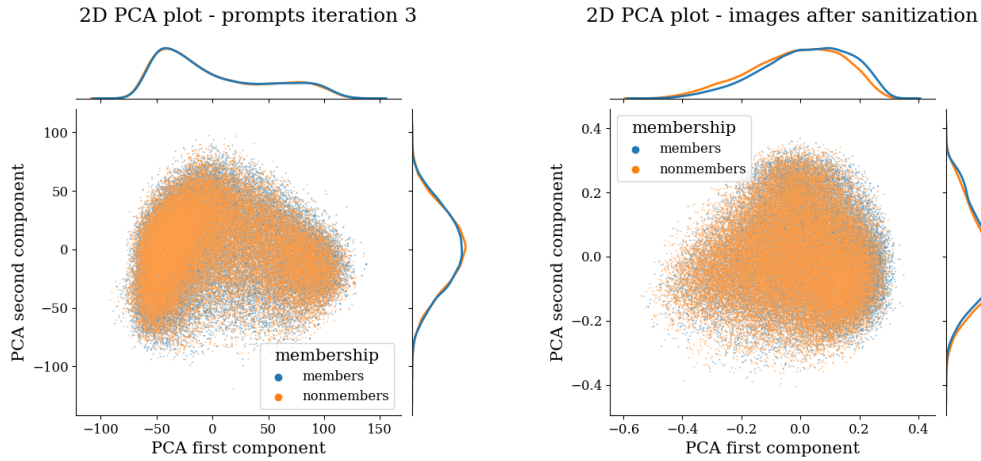 2D PCA plot - prompts iteration 3
100
50
0
−50
−100
PCA second component
membership
members
nonmembers
−100 −50 0 50 100 150
PCA first component
2D PCA plot - images after sanitization
0.4
0.2
0.0
−0.2
−0.4
PCA second component
membership
members
nonmembers
−0.6 −0.4 −0.2 0.0 0.2 0.4
PCA first component